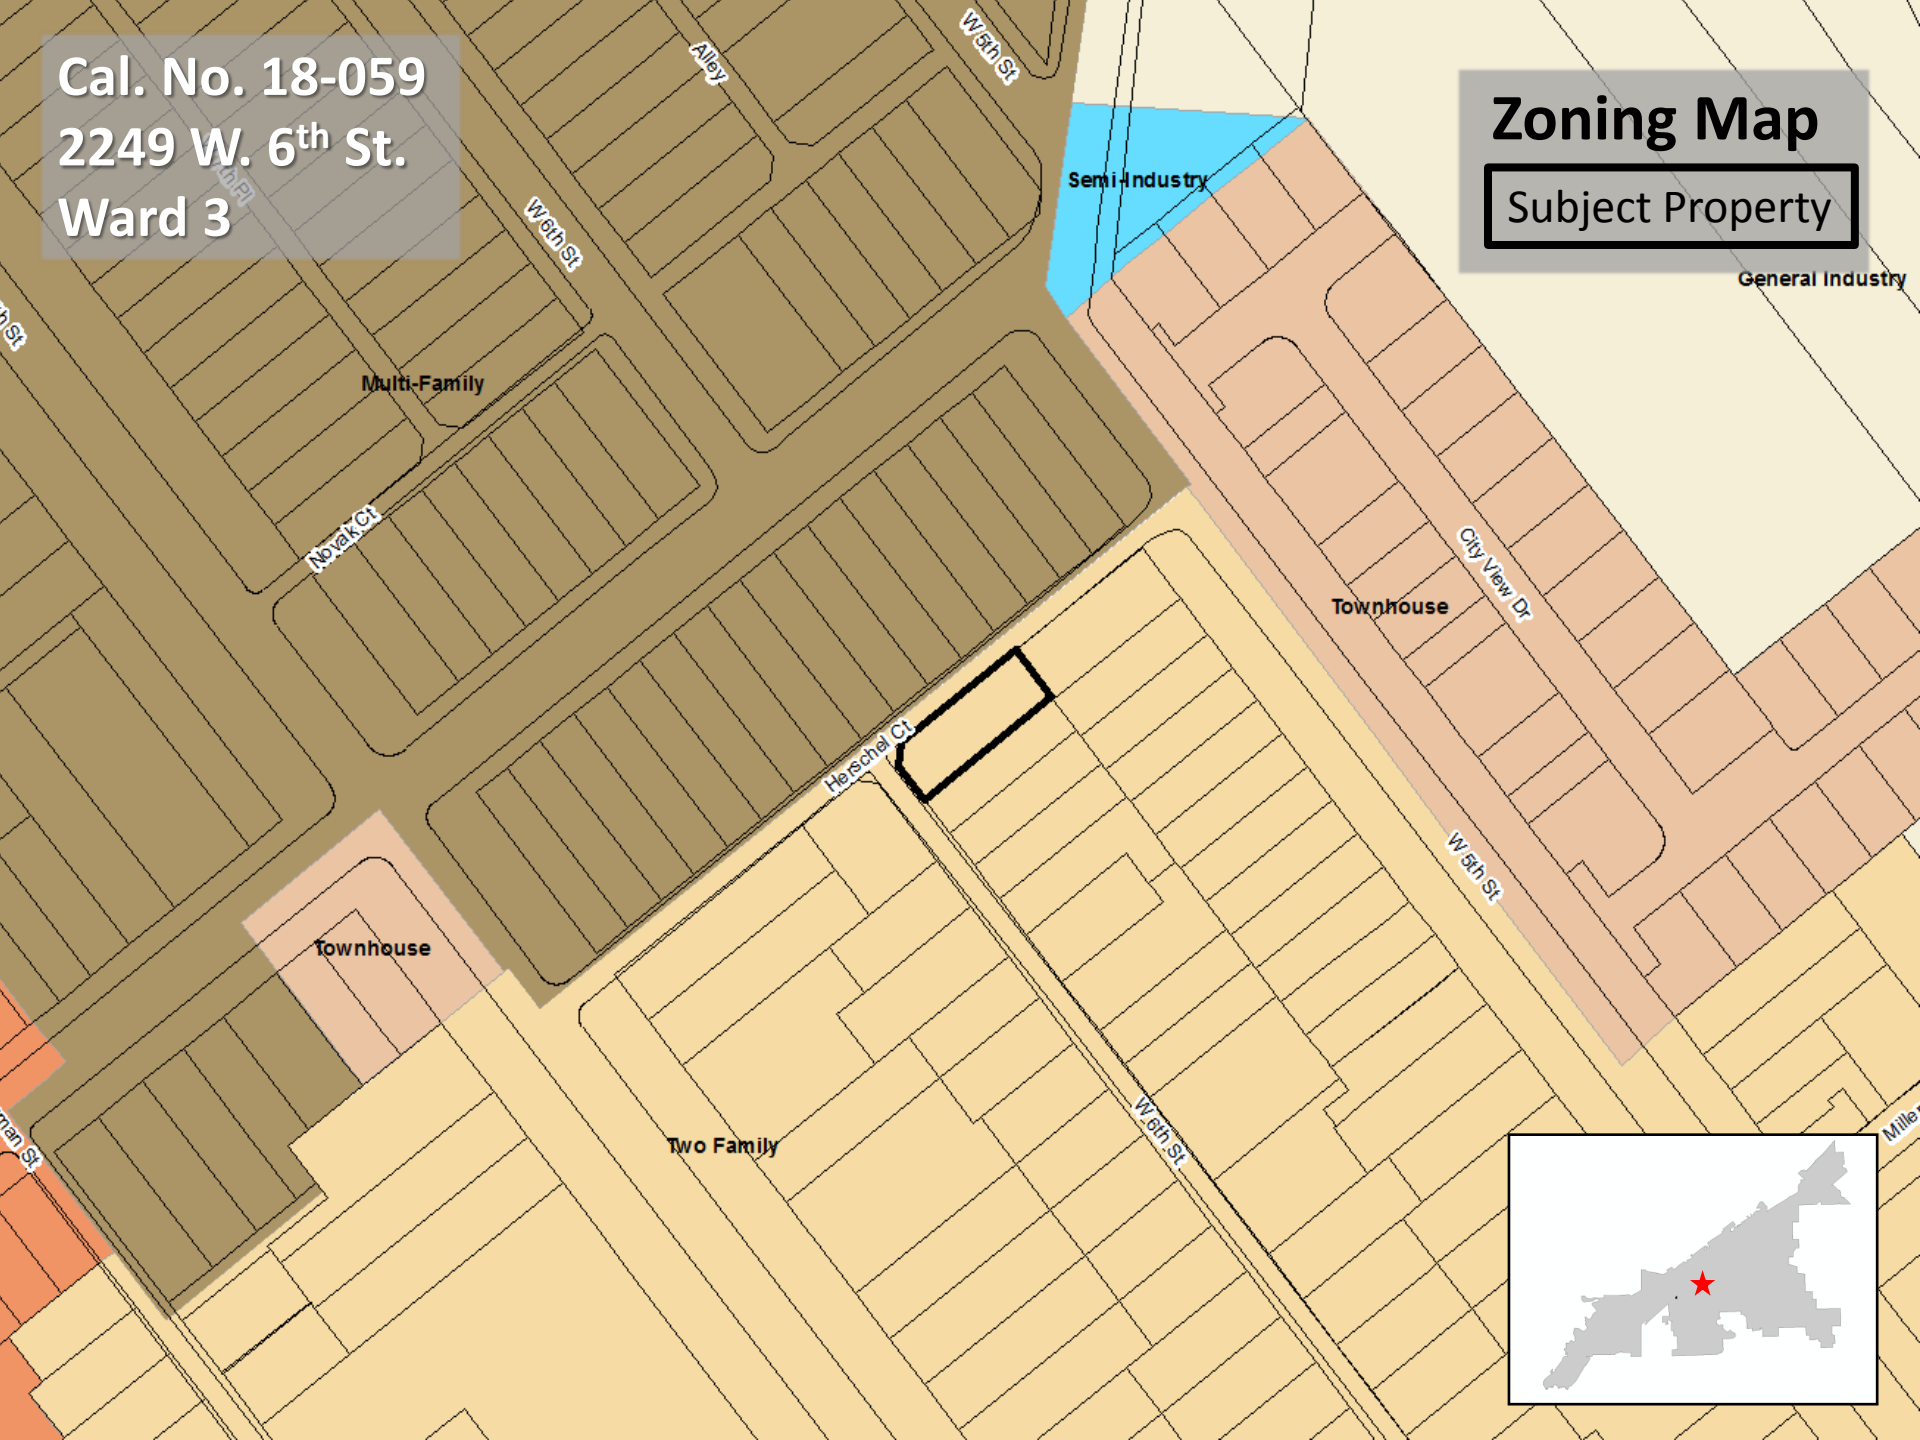 Cal. No. 18-059
2249 W. 6th St.
Ward 3
Zoning Map
Subject Property
Alley
W 5th St
Semi-Industry
W 6th St
General Industry
Multi-Family
Novak Ct
City View Dr
Townhouse
Herschel Ct
W 5th St
Townhouse
W 6th St
Two Family